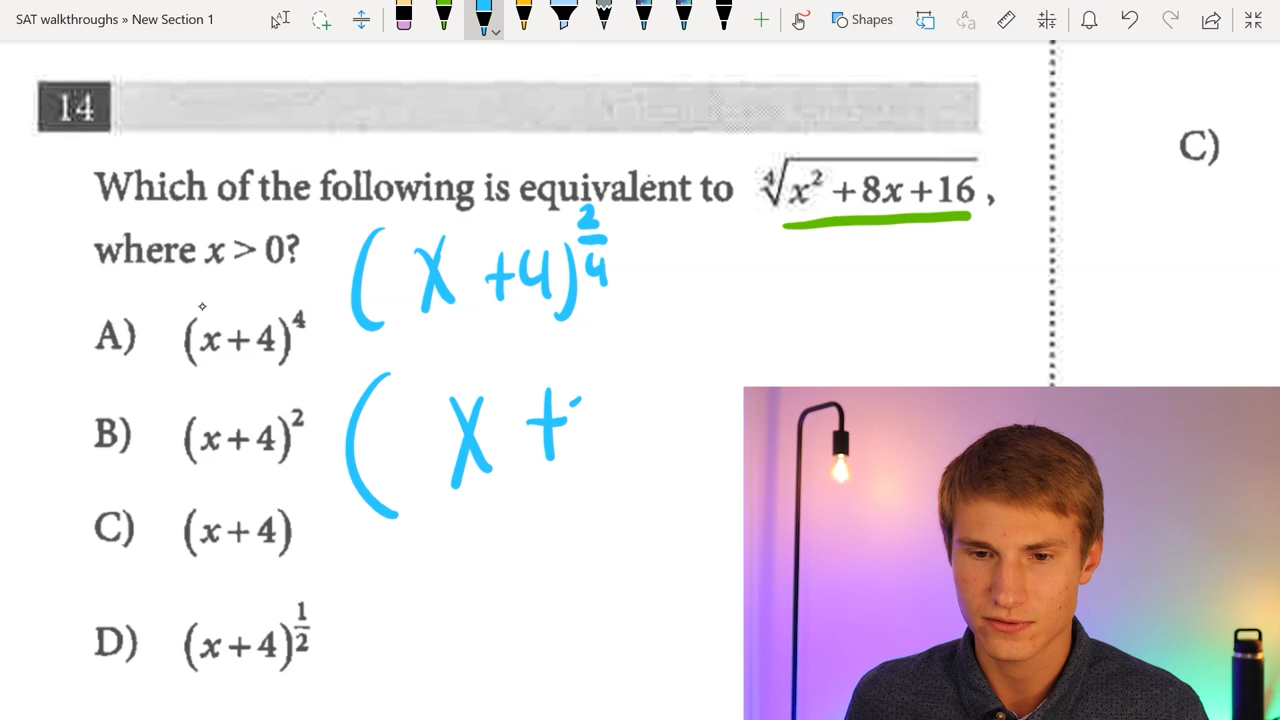 SAT walkthroughs » New Section 1
Shapes
14
Which of the following is equivalent to ∜(x² + 8x + 16),
where x > 0?
(x + 4)^(2/4)
A) (x + 4)⁴
(x +
B) (x + 4)²
C) (x + 4)
D) (x + 4)^(1/2)
C)